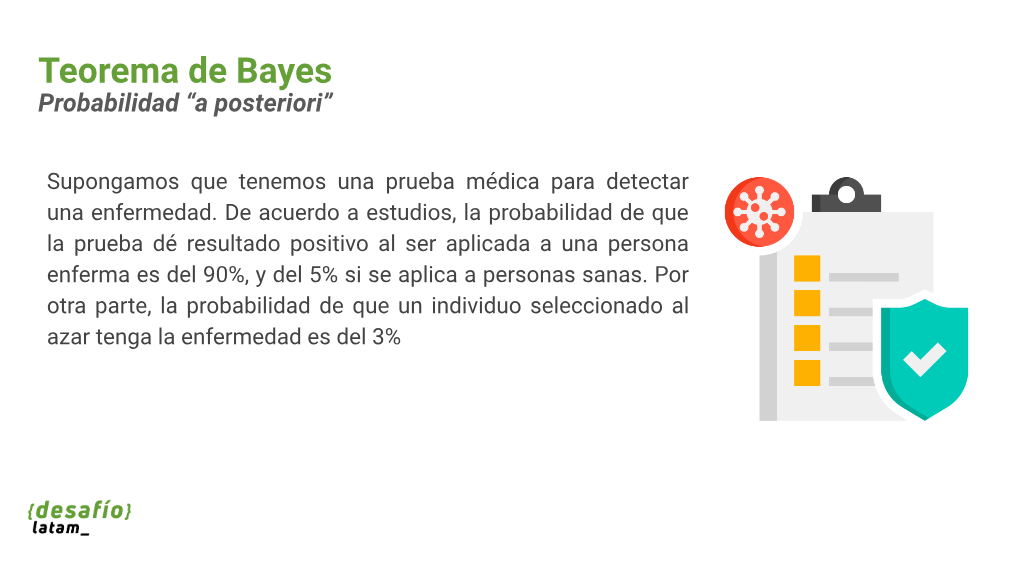 Teorema de Bayes
Probabilidad “a posteriori”
Supongamos que tenemos una prueba médica para detectar
una enfermedad. De acuerdo a estudios, la probabilidad de que
la prueba dé resultado positivo al ser aplicada a una persona
enferma es del 90%, y del 5% si se aplica a personas sanas. Por
otra parte, la probabilidad de que un individuo seleccionado al
azar tenga la enfermedad es del 3%
{desafío}
latam_